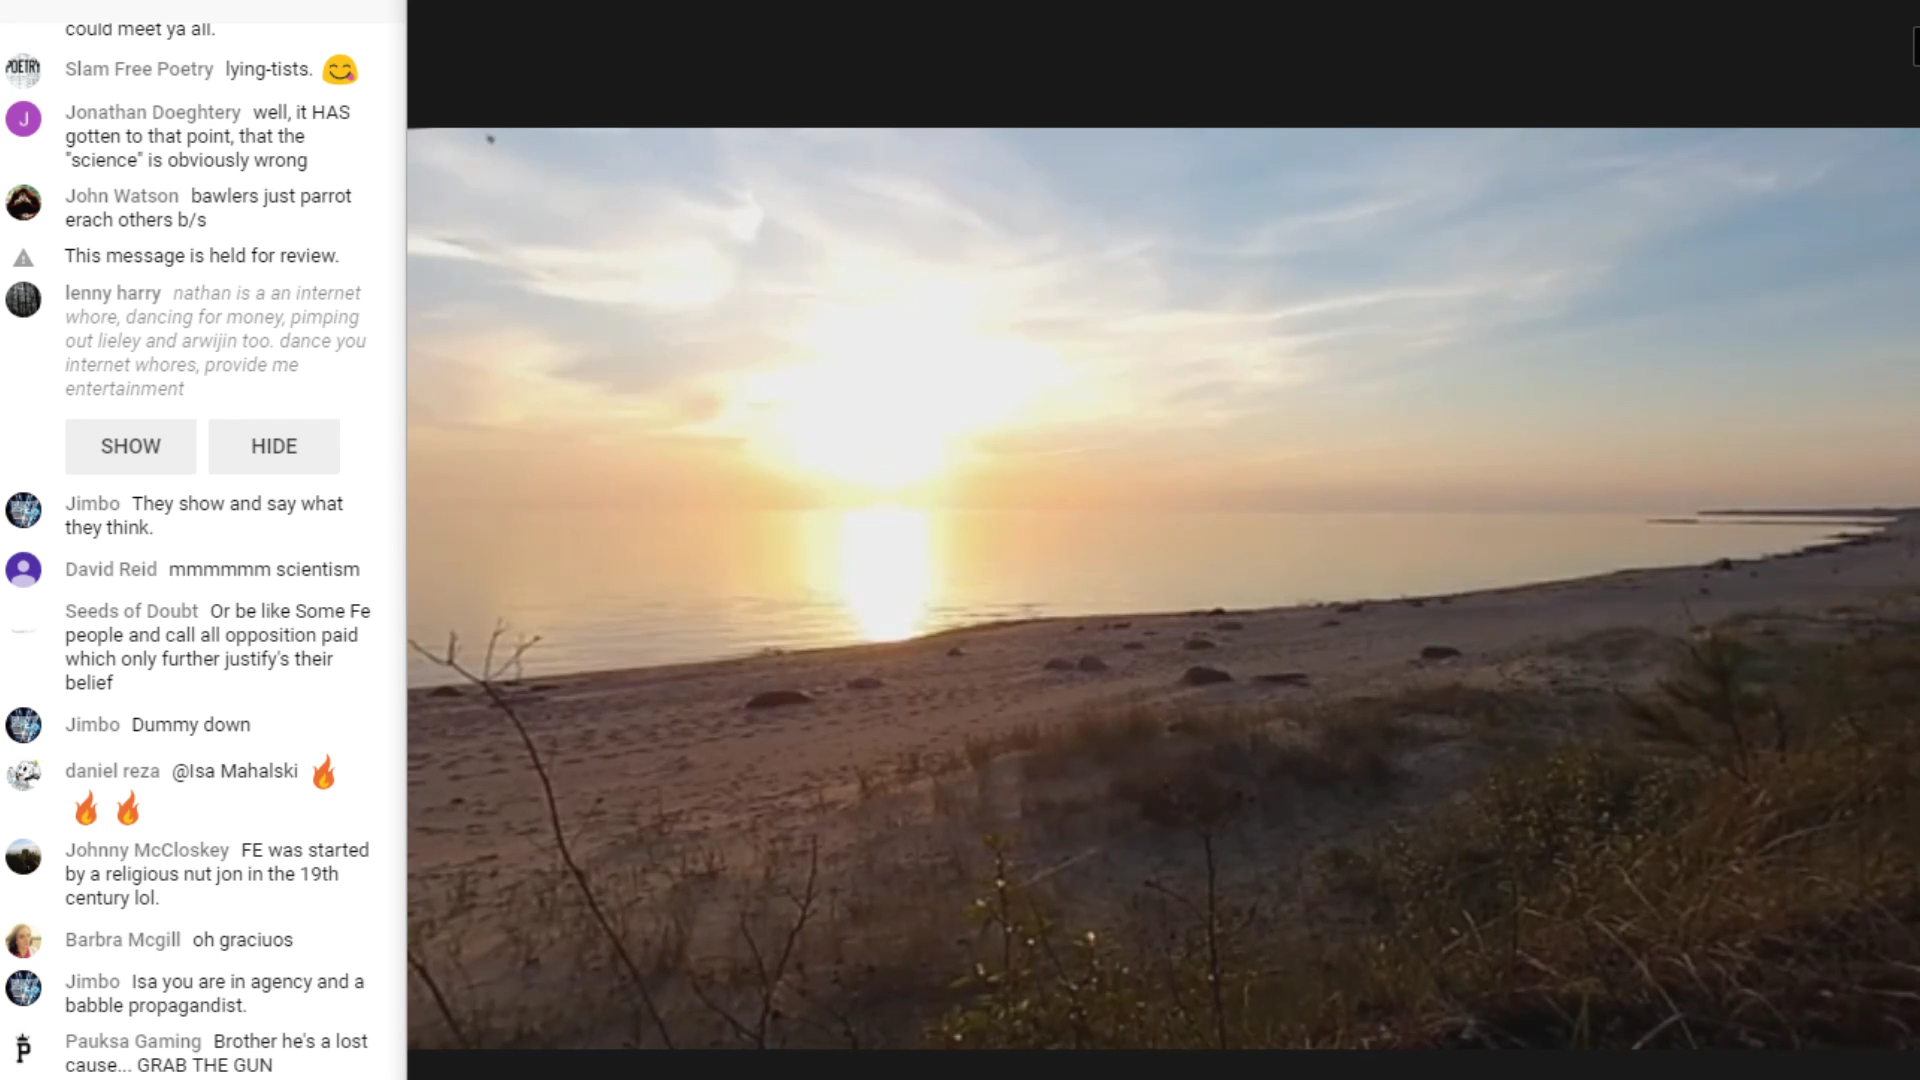 could meet ya all.
POETRY
Slam Free Poetry lying-tists.
J
Jonathan Doeghtery well, it HAS
gotten to that point, that the
"science" is obviously wrong
John Watson bawlers just parrot
erach others b/s
This message is held for review.
lenny harry nathan is a an internet
whore, dancing for money, pimping
out lieley and arwijin too. dance you
internet whores, provide me
entertainment
SHOW HIDE
Jimbo They show and say what
they think.
David Reid mmmmmm scientism
Seeds of Doubt Or be like Some Fe
people and call all opposition paid
which only further justify's their
belief
Jimbo Dummy down
daniel reza @Isa Mahalski
Johnny McCloskey FE was started
by a religious nut jon in the 19th
century lol.
Barbra Mcgill oh graciuos
Jimbo Isa you are in agency and a
babble propagandist.
P
Pauksa Gaming Brother he's a lost
cause... GRAB THE GUN